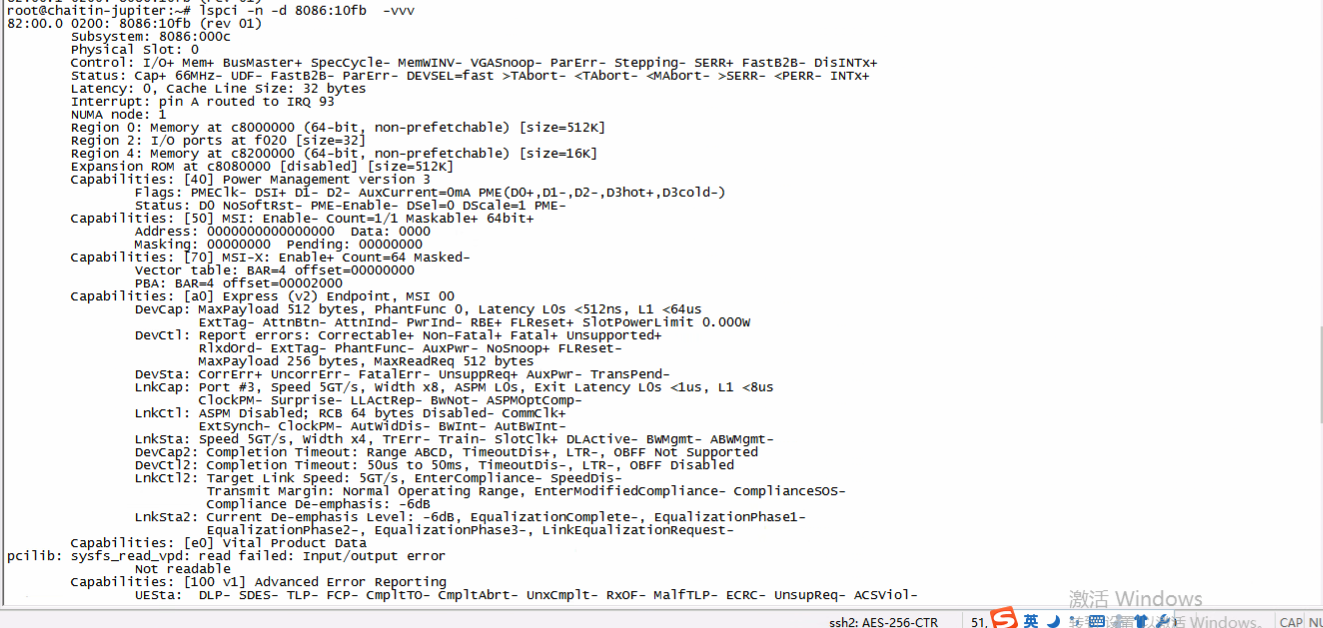 root@chaitin-jupiter:~# lspci -n -d 8086:10fb  -vvv
82:00.0 0200: 8086:10fb (rev 01)
        Subsystem: 8086:000c
        Physical Slot: 0
        Control: I/O+ Mem+ BusMaster+ SpecCycle- MemWINV- VGASnoop- ParErr- Stepping- SERR+ FastB2B- DisINTx+
        Status: Cap+ 66MHz- UDF- FastB2B- ParErr- DEVSEL=fast >TAbort- <TAbort- <MAbort- >SERR- <PERR- INTx+
        Latency: 0, Cache Line Size: 32 bytes
        Interrupt: pin A routed to IRQ 93
        NUMA node: 1
        Region 0: Memory at c8000000 (64-bit, non-prefetchable) [size=512K]
        Region 2: I/O ports at f020 [size=32]
        Region 4: Memory at c8200000 (64-bit, non-prefetchable) [size=16K]
        Expansion ROM at c8080000 [disabled] [size=512K]
        Capabilities: [40] Power Management version 3
                Flags: PMEClk- DSI+ D1- D2- AuxCurrent=0mA PME(D0+,D1-,D2-,D3hot+,D3cold-)
                Status: D0 NoSoftRst- PME-Enable- DSel=0 DScale=1 PME-
        Capabilities: [50] MSI: Enable- Count=1/1 Maskable+ 64bit+
                Address: 0000000000000000  Data: 0000
                Masking: 00000000  Pending: 00000000
        Capabilities: [70] MSI-X: Enable+ Count=64 Masked-
                Vector table: BAR=4 offset=00000000
                PBA: BAR=4 offset=00002000
        Capabilities: [a0] Express (v2) Endpoint, MSI 00
                DevCap: MaxPayload 512 bytes, PhantFunc 0, Latency L0s <512ns, L1 <64us
                        ExtTag- AttnBtn- AttnInd- PwrInd- RBE+ FLReset+ SlotPowerLimit 0.000W
                DevCtl: Report errors: Correctable+ Non-Fatal+ Fatal+ Unsupported+
                        RlxdOrd- ExtTag- PhantFunc- AuxPwr- NoSnoop+ FLReset-
                        MaxPayload 256 bytes, MaxReadReq 512 bytes
                DevSta: CorrErr+ UncorrErr- FatalErr- UnsuppReq+ AuxPwr- TransPend-
                LnkCap: Port #3, Speed 5GT/s, Width x8, ASPM L0s, Exit Latency L0s <1us, L1 <8us
                        ClockPM- Surprise- LLActRep- BwNot- ASPMOptComp-
                LnkCtl: ASPM Disabled; RCB 64 bytes Disabled- CommClk+
                        ExtSynch- ClockPM- AutWidDis- BWInt- AutBWInt-
                LnkSta: Speed 5GT/s, Width x4, TrErr- Train- SlotClk+ DLActive- BWMgmt- ABWMgmt-
                DevCap2: Completion Timeout: Range ABCD, TimeoutDis+, LTR-, OBFF Not Supported
                DevCtl2: Completion Timeout: 50us to 50ms, TimeoutDis-, LTR-, OBFF Disabled
                LnkCtl2: Target Link Speed: 5GT/s, EnterCompliance- SpeedDis-
                         Transmit Margin: Normal Operating Range, EnterModifiedCompliance- ComplianceSOS-
                         Compliance De-emphasis: -6dB
                LnkSta2: Current De-emphasis Level: -6dB, EqualizationComplete-, EqualizationPhase1-
                         EqualizationPhase2-, EqualizationPhase3-, LinkEqualizationRequest-
        Capabilities: [e0] Vital Product Data
pcilib: sysfs_read_vpd: read failed: Input/output error
                Not readable
        Capabilities: [100 v1] Advanced Error Reporting
                UESta:  DLP- SDES- TLP- FCP- CmpltTO- CmpltAbrt- UnxCmplt- RxOF- MalfTLP- ECRC- UnsupReq- ACSViol-
激活 Windows
ssh2: AES-256-CTR 51, 英 Windows。 CAP NU